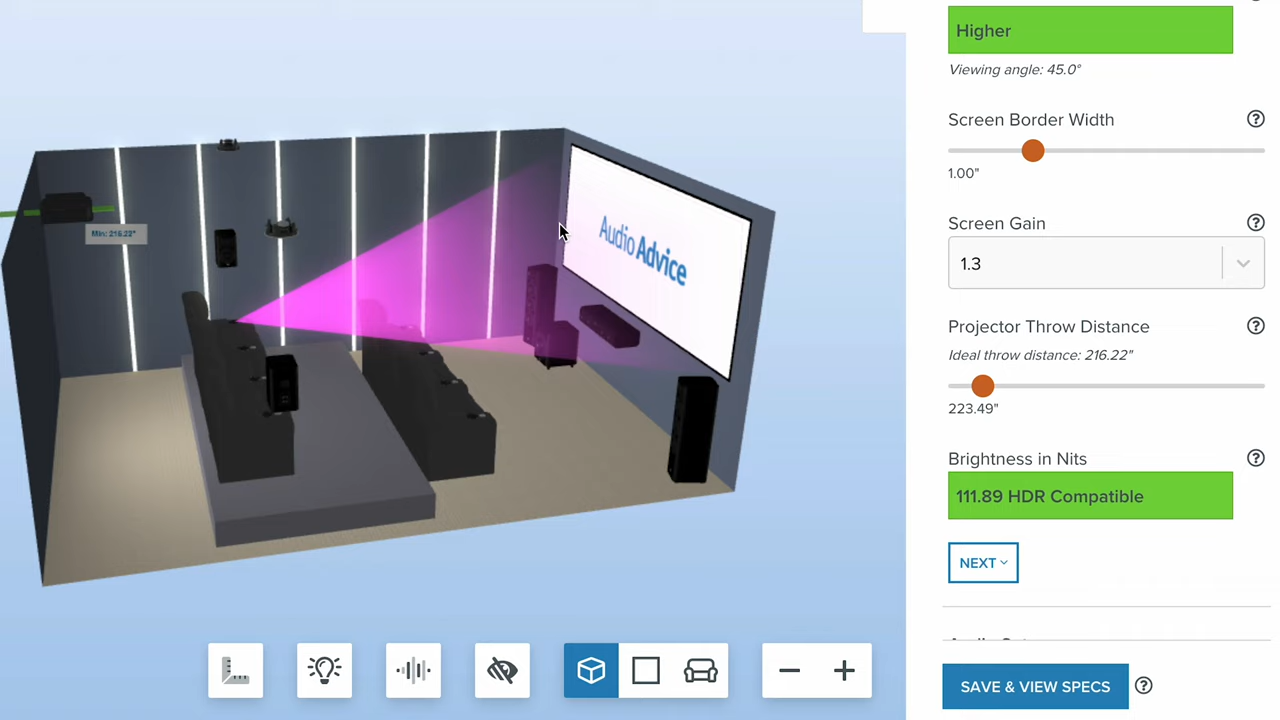 Higher
Viewing angle: 45.0°
Screen Border Width
1.00"
Screen Gain
1.3
Projector Throw Distance
Ideal throw distance: 216.22"
223.49"
Brightness in Nits
111.89 HDR Compatible
NEXT
SAVE & VIEW SPECS
Min: 216.22"
Audio Advice